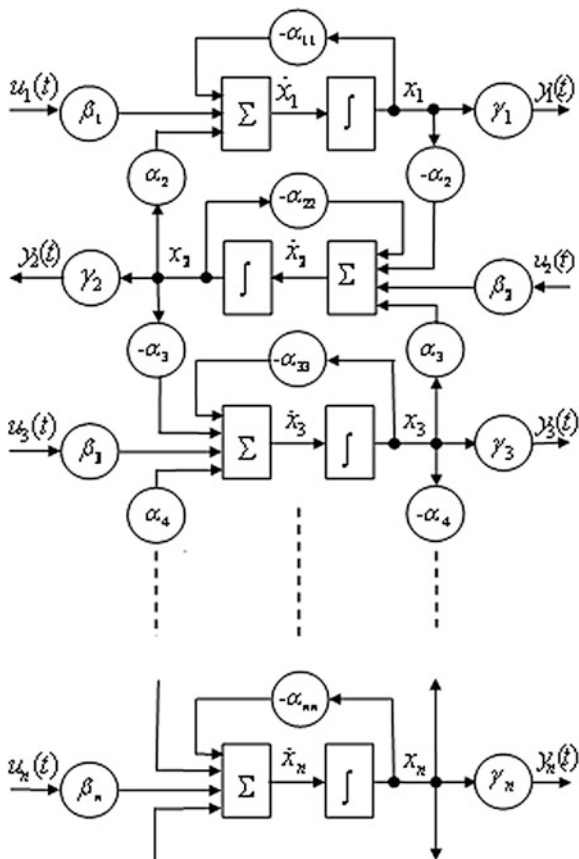 -α₁₁
u₁(t) β₁ Σ ẋ₁ ∫ x₁ γ₁ y₁(t)
α₂ -α₂
-α₂₂
y₂(t) γ₂ x₂ ∫ ẋ₂ Σ β₂ u₂(t)
-α₃ α₃
-α₃₃
u₃(t) β₃ Σ ẋ₃ ∫ x₃ γ₃ y₃(t)
α₄ -α₄
-αₙₙ
uₙ(t) βₙ Σ ẋₙ ∫ xₙ γₙ yₙ(t)